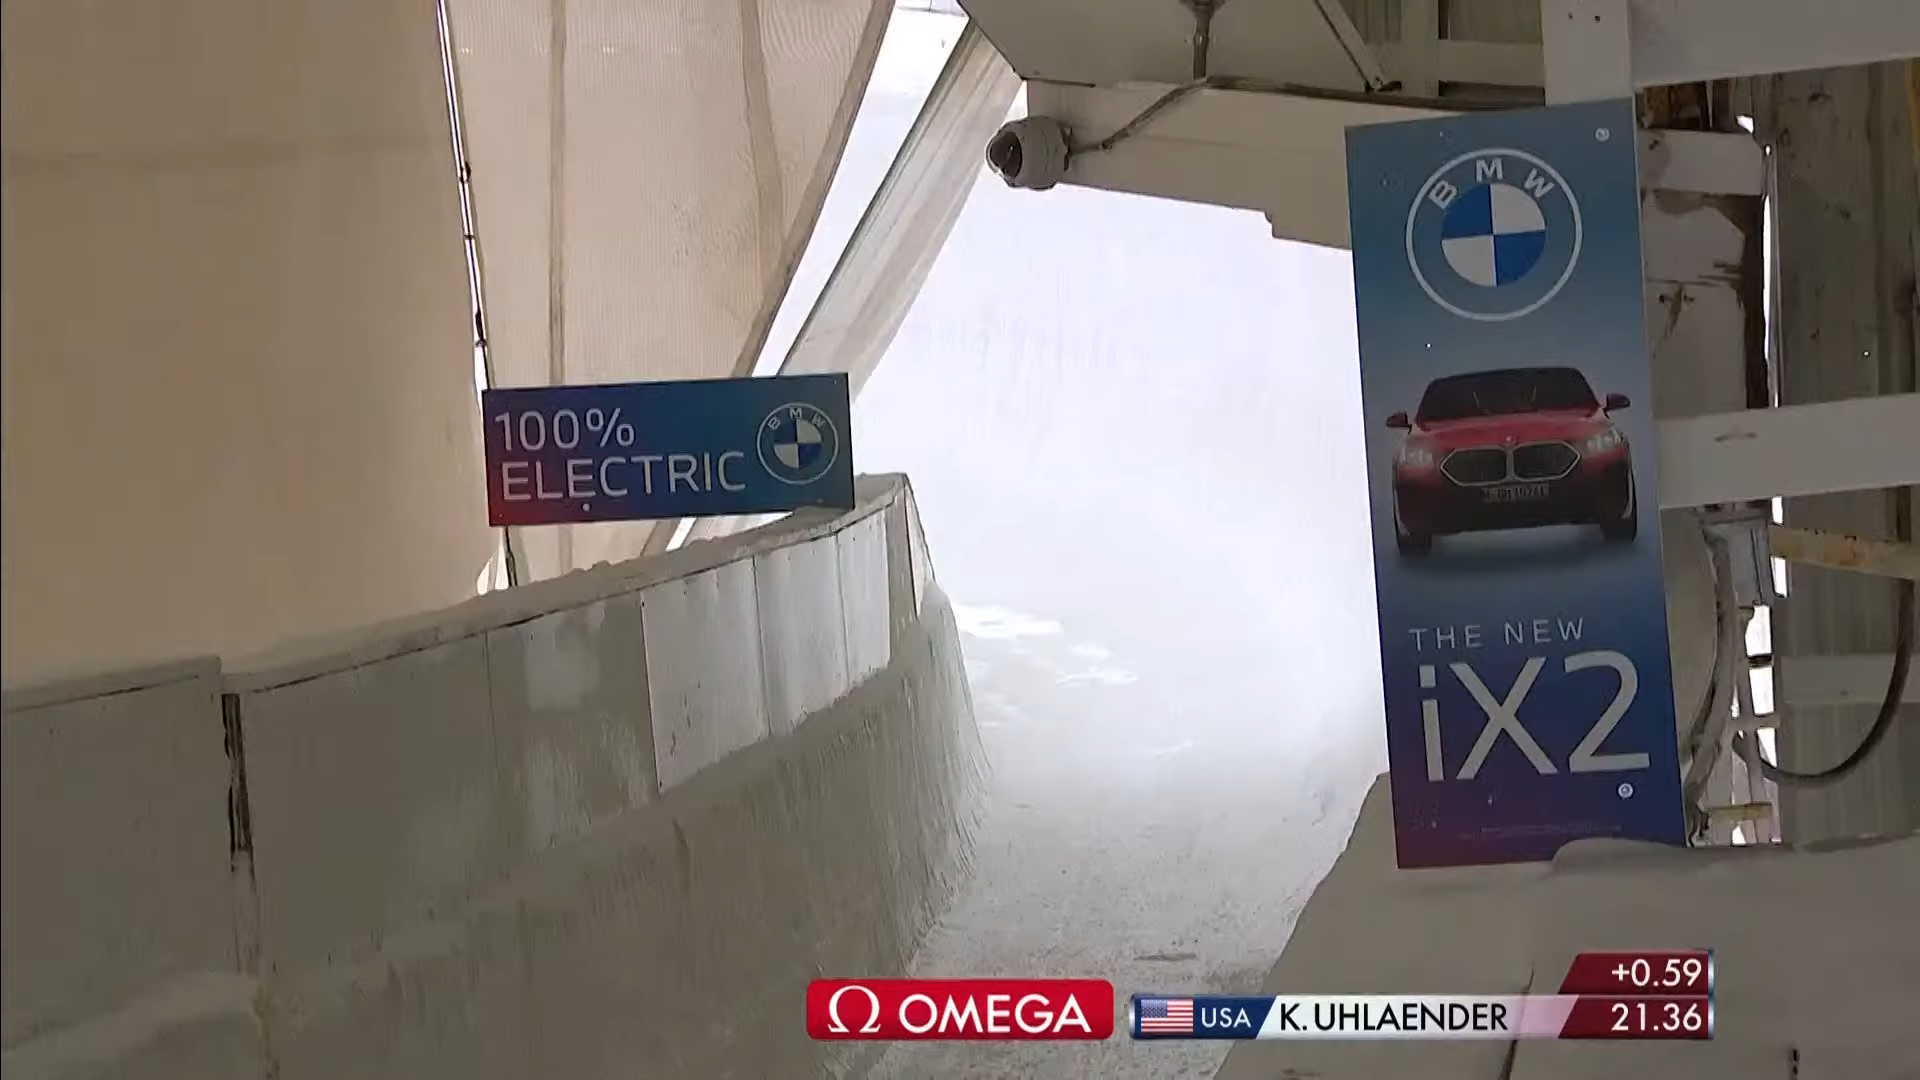 BMW
100%
ELECTRIC
BMW
THE NEW
iX2
+0.59
Ω OMEGA
USA K. UHLAENDER 21.36